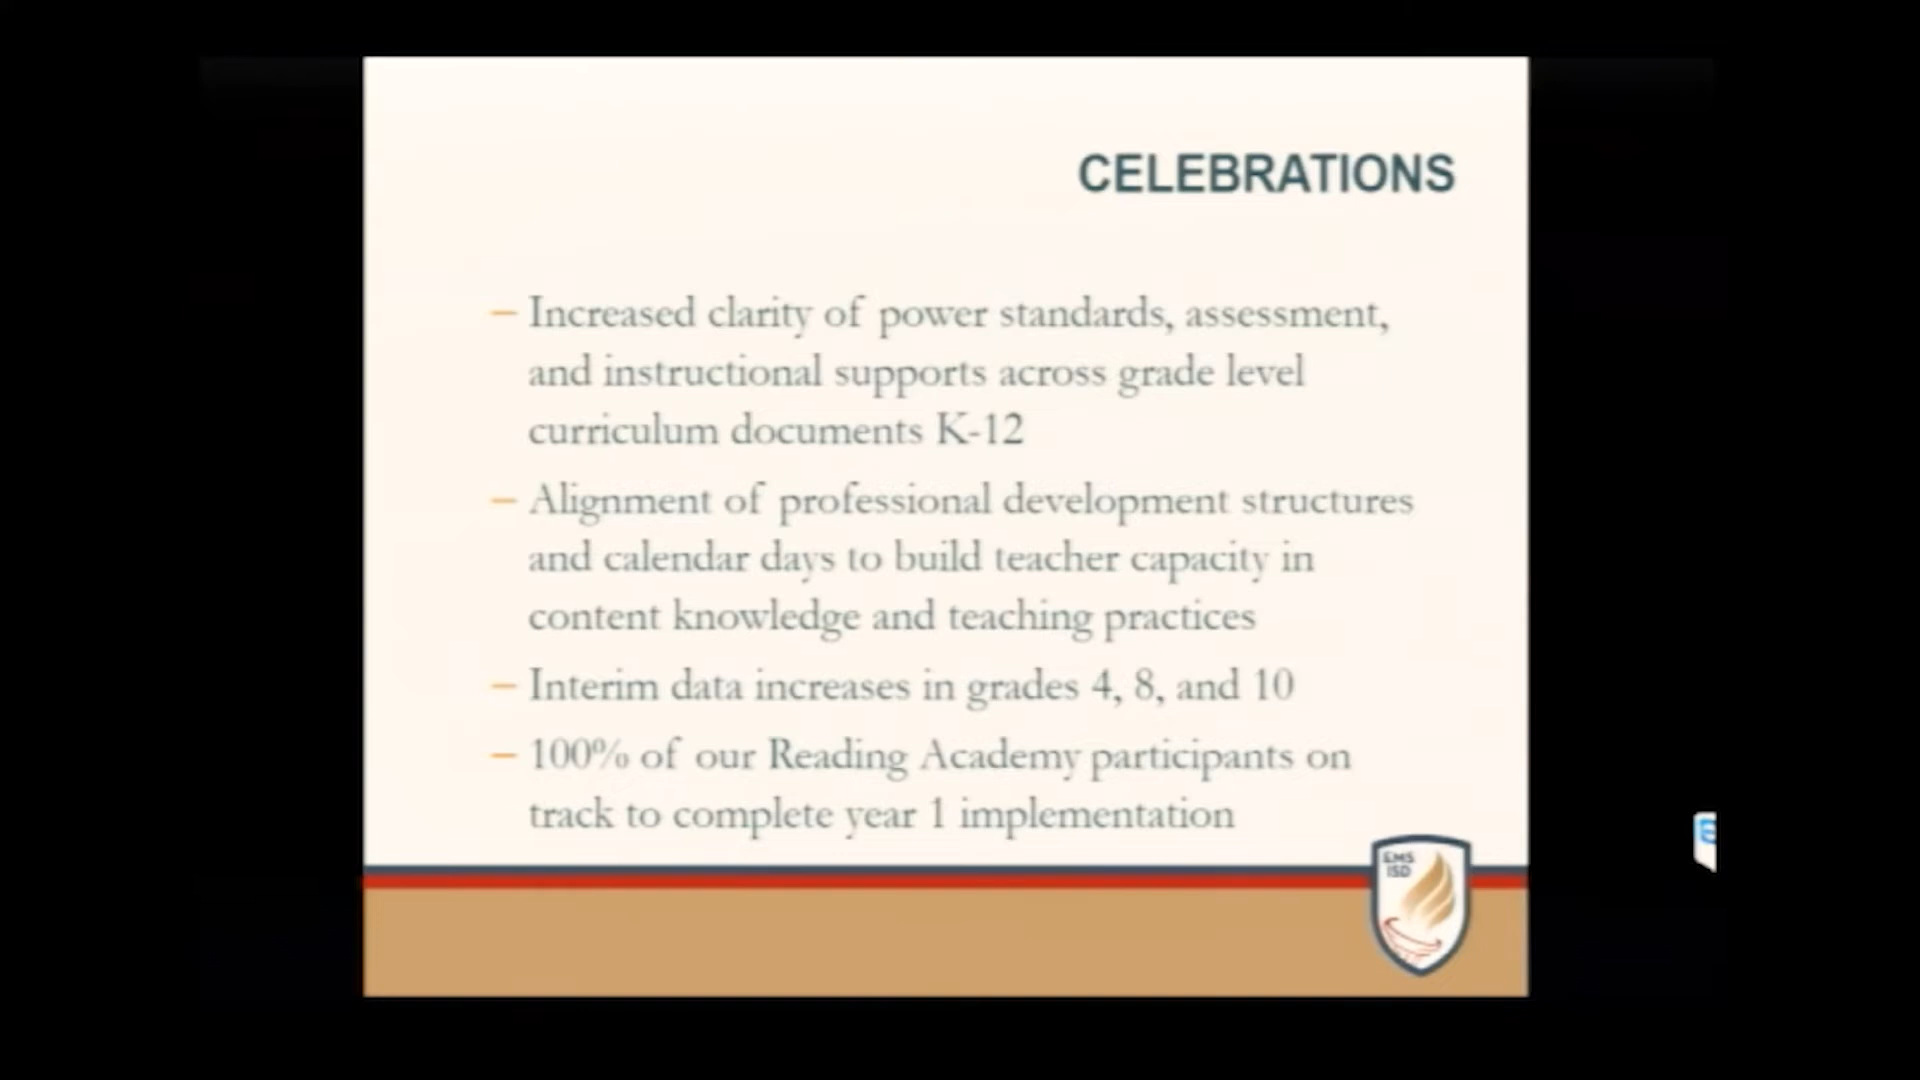 CELEBRATIONS
– Increased clarity of power standards, assessment,
and instructional supports across grade level
curriculum documents K-12
– Alignment of professional development structures
and calendar days to build teacher capacity in
content knowledge and teaching practices
– Interim data increases in grades 4, 8, and 10
– 100% of our Reading Academy participants on
track to complete year 1 implementation
EMS
ISD